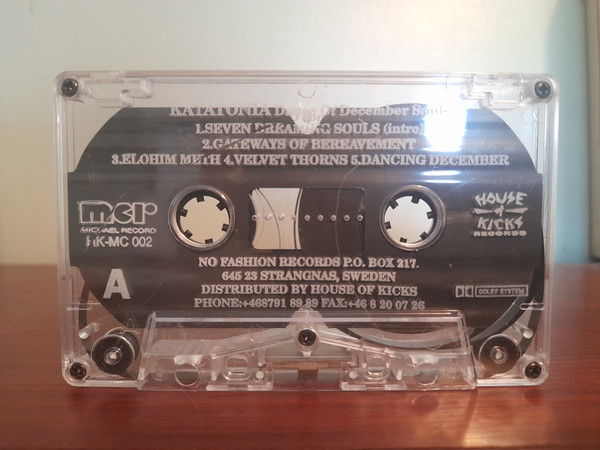 KATATONIA Dance Of December Souls
1.SEVEN DREAMING SOULS (intro)
2.GATEWAYS OF BEREAVEMENT
3.ELOHIM METH 4.VELVET THORNS 5.DANCING DECEMBER
mcr
MICHAEL RECORD
HK-MC 002
HOUSE
of
KICKS
RECORDS
NO FASHION RECORDS P.O. BOX 217.
645 23 STRANGNAS, SWEDEN
DISTRIBUTED BY HOUSE OF KICKS
PHONE:+468791 89 89 FAX:+46 8 20 07 26
A
DOLBY SYSTEM